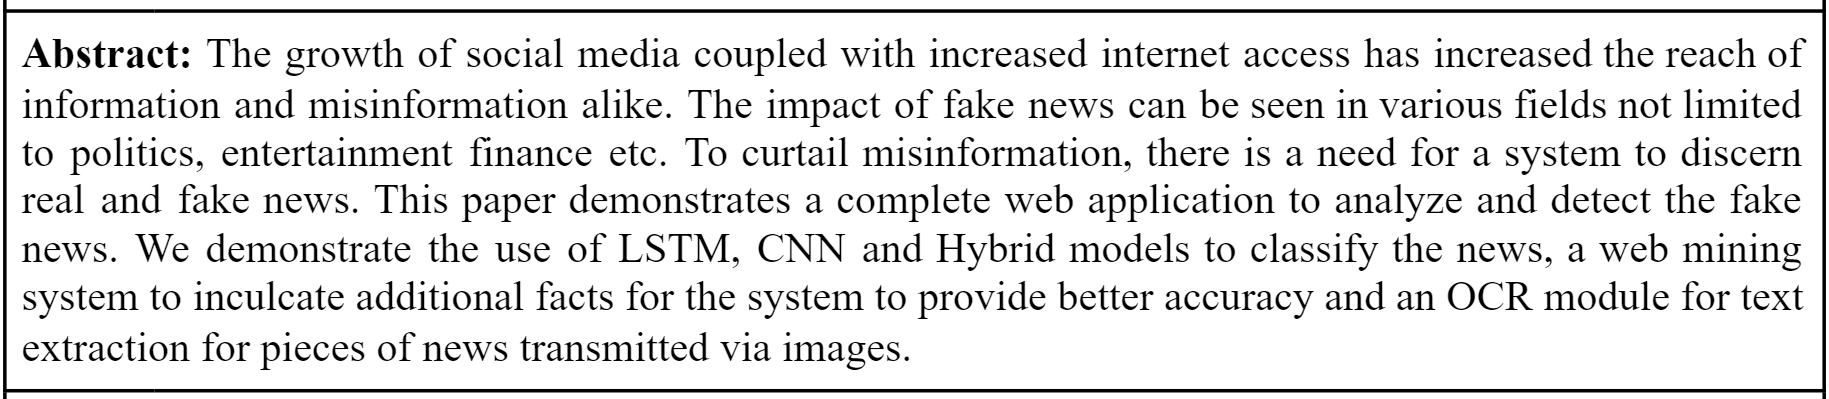 Abstract: The growth of social media coupled with increased internet access has increased the reach of
information and misinformation alike. The impact of fake news can be seen in various fields not limited
to politics, entertainment finance etc. To curtail misinformation, there is a need for a system to discern
real and fake news. This paper demonstrates a complete web application to analyze and detect the fake
news. We demonstrate the use of LSTM, CNN and Hybrid models to classify the news, a web mining
system to inculcate additional facts for the system to provide better accuracy and an OCR module for text
extraction for pieces of news transmitted via images.